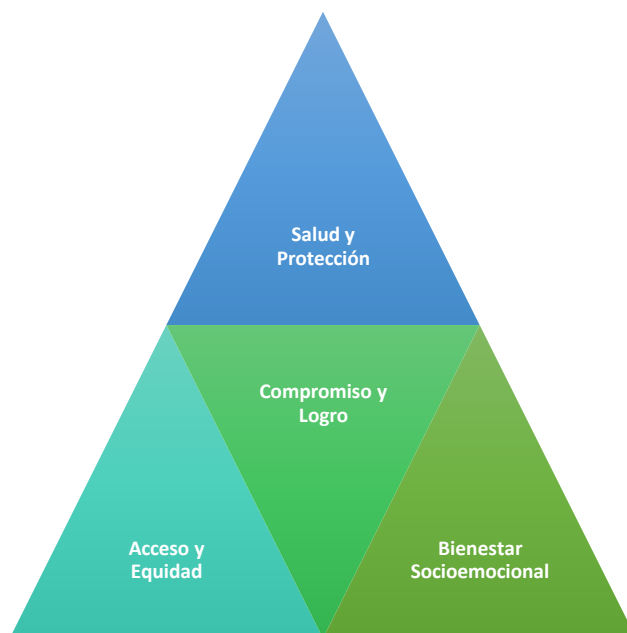 Salud y
Protección
Compromiso y
Logro
Acceso y
Equidad
Bienestar
Socioemocional